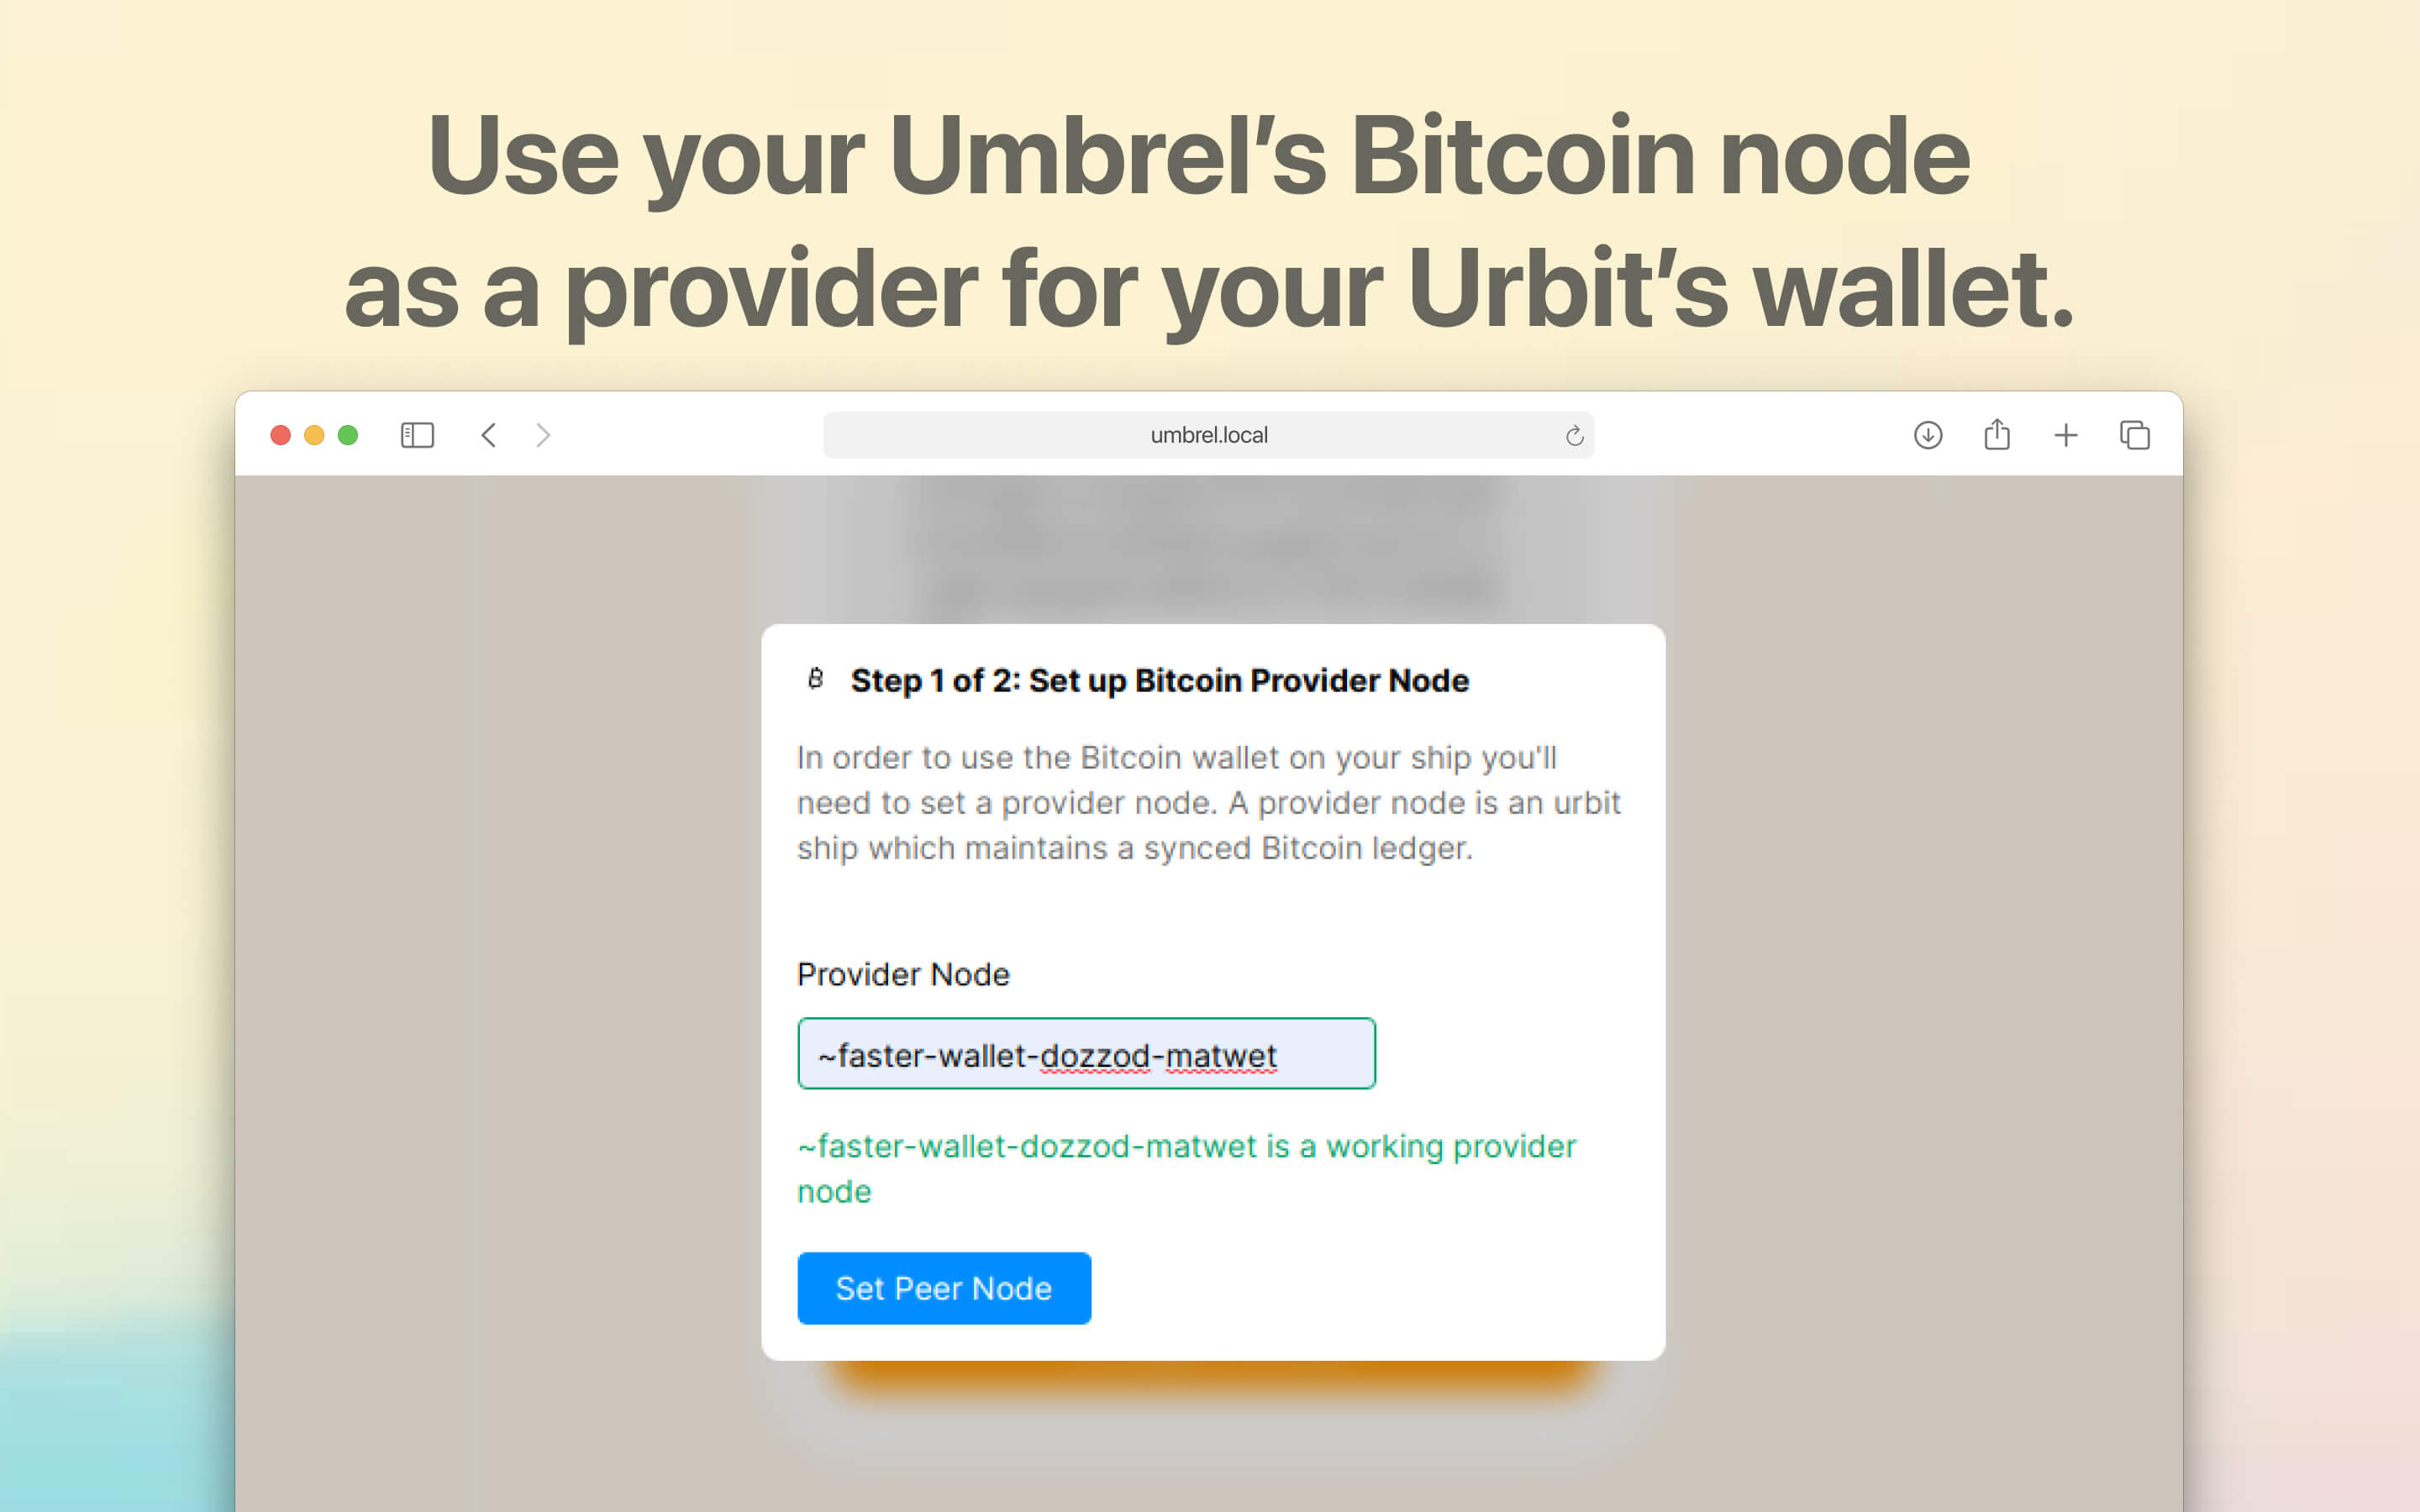 Use your Umbrel’s Bitcoin node
as a provider for your Urbit’s wallet.
umbrel.local
Step 1 of 2: Set up Bitcoin Provider Node
In order to use the Bitcoin wallet on your ship you'll
need to set a provider node. A provider node is an urbit
ship which maintains a synced Bitcoin ledger.
Provider Node
~faster-wallet-dozzod-matwet
~faster-wallet-dozzod-matwet is a working provider
node
Set Peer Node